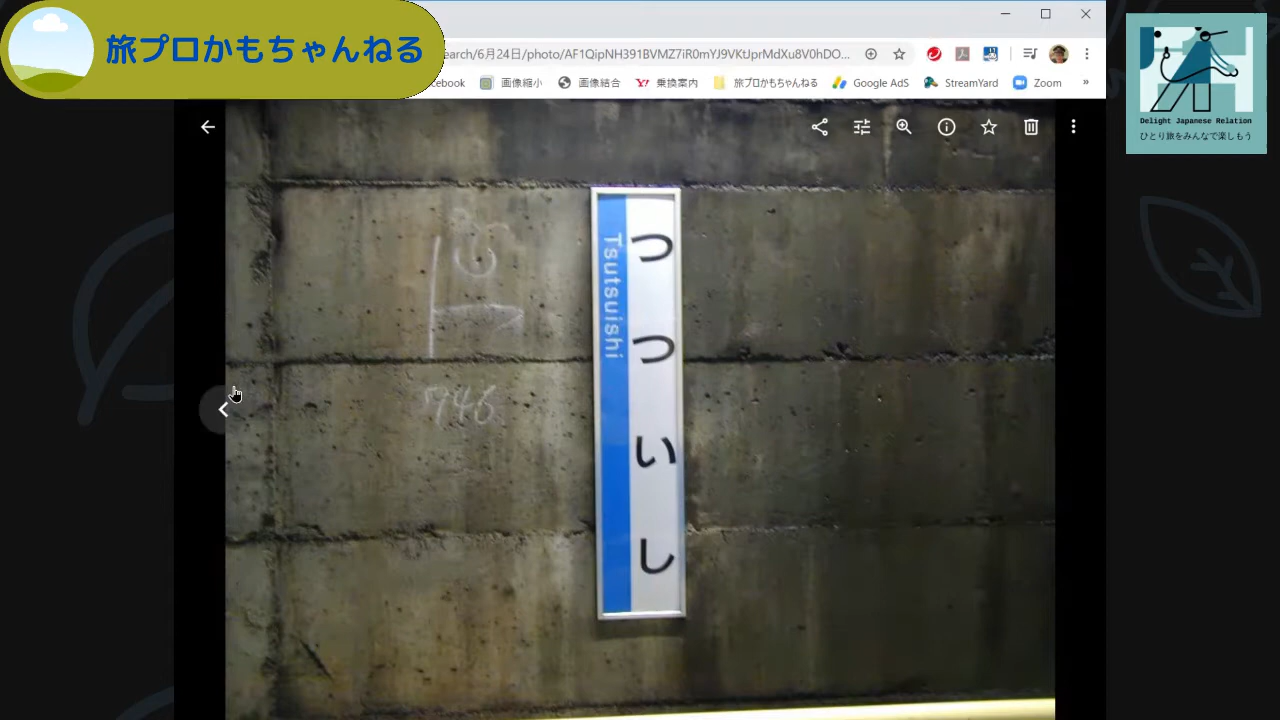 旅プロかもちゃんねる
earch/6月24日/photo/AF1QipNH391BVMZ7iR0mYJ9VKtJprMdXu8V0hDO...
cebook
画像縮小
画像結合
Y!
乗換案内
旅プロかもちゃんねる
Google AdS
StreamYard
Zoom
»
Delight Japanese Relation
ひとり旅をみんなで楽しもう
つついし
Tsutsuishi
946